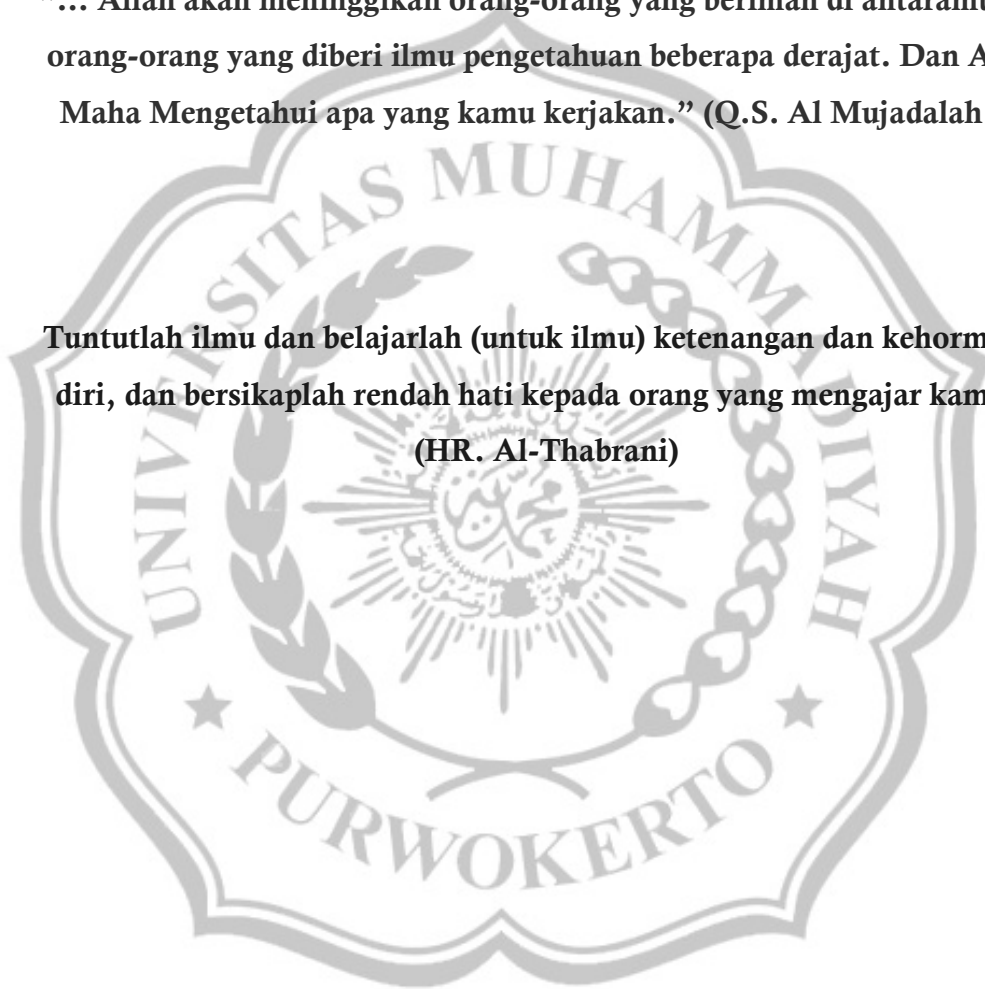 "... Allah akan meninggikan orang-orang yang beriman di antaramu
orang-orang yang diberi ilmu pengetahuan beberapa derajat. Dan A
Maha Mengetahui apa yang kamu kerjakan.” (Q.S. Al Mujadalah
UNIVERSITAS MUHAMMADIYAH
Tuntutlah ilmu dan belajarlah (untuk ilmu) ketenangan dan kehorm
diri, dan bersikaplah rendah hati kepada orang yang mengajar kam
(HR. Al-Thabrani)
PURWOKERTO